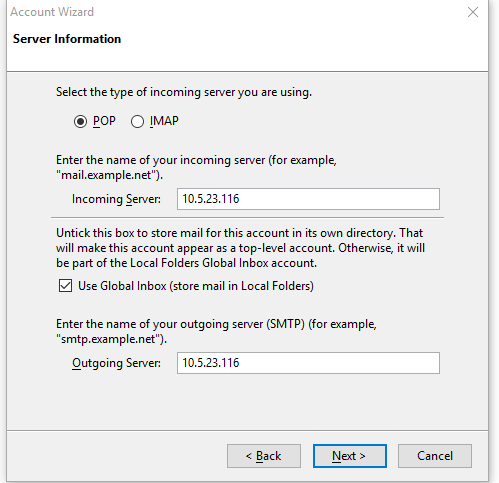 Account Wizard
Server Information
Select the type of incoming server you are using.
POP IMAP
Enter the name of your incoming server (for example,
"mail.example.net").
Incoming Server: 10.5.23.116
Untick this box to store mail for this account in its own directory. That
will make this account appear as a top-level account. Otherwise, it will
be part of the Local Folders Global Inbox account.
Use Global Inbox (store mail in Local Folders)
Enter the name of your outgoing server (SMTP) (for example,
"smtp.example.net").
Outgoing Server: 10.5.23.116
< Back Next > Cancel